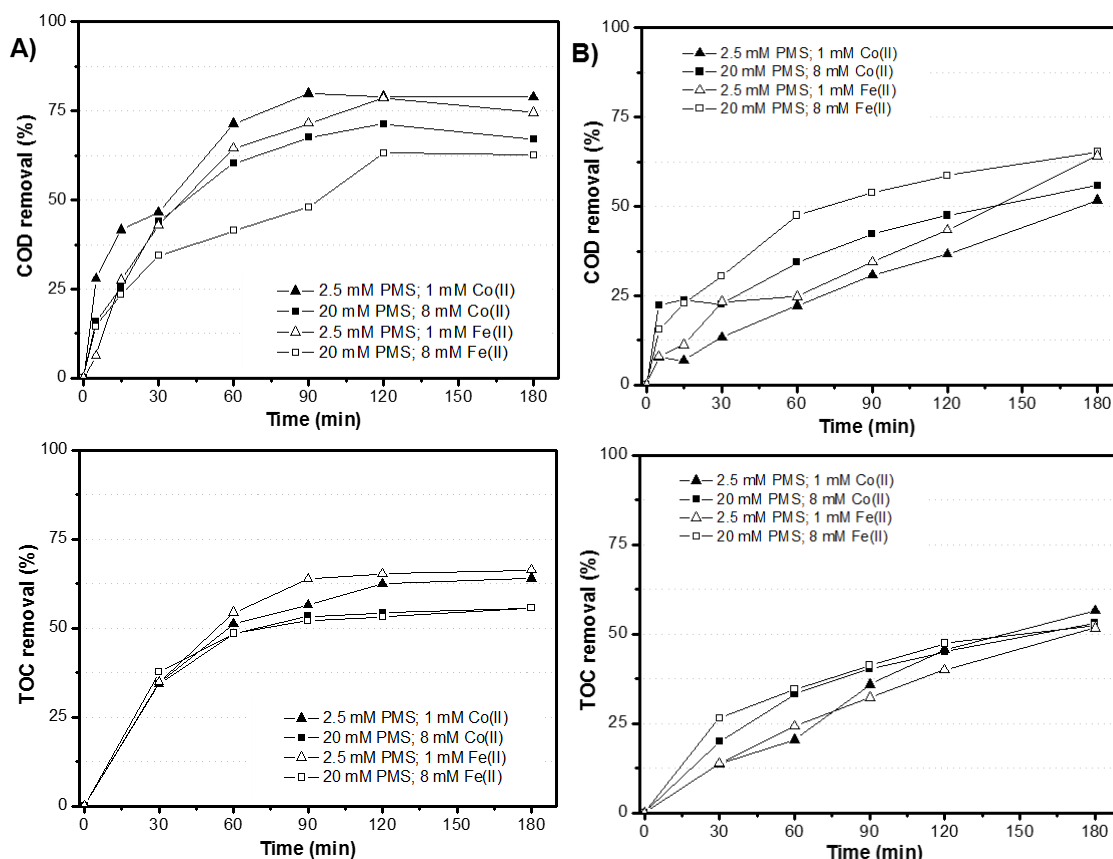 A)
COD removal (%)
100
75
50
25
0
2.5 mM PMS; 1 mM Co(II)
20 mM PMS; 8 mM Co(II)
2.5 mM PMS; 1 mM Fe(II)
20 mM PMS; 8 mM Fe(II)
0 30 60 90 120 150 180
Time (min)
B)
COD removal (%)
100
75
50
25
0
2.5 mM PMS; 1 mM Co(II)
20 mM PMS; 8 mM Co(II)
2.5 mM PMS; 1 mM Fe(II)
20 mM PMS; 8 mM Fe(II)
0 30 60 90 120 150 180
Time (min)
TOC removal (%)
100
75
50
25
0
2.5 mM PMS; 1 mM Co(II)
20 mM PMS; 8 mM Co(II)
2.5 mM PMS; 1 mM Fe(II)
20 mM PMS; 8 mM Fe(II)
0 30 60 90 120 150 180
Time (min)
TOC removal (%)
100
75
50
25
0
2.5 mM PMS; 1 mM Co(II)
20 mM PMS; 8 mM Co(II)
2.5 mM PMS; 1 mM Fe(II)
20 mM PMS; 8 mM Fe(II)
0 30 60 90 120 150 180
Time (min)